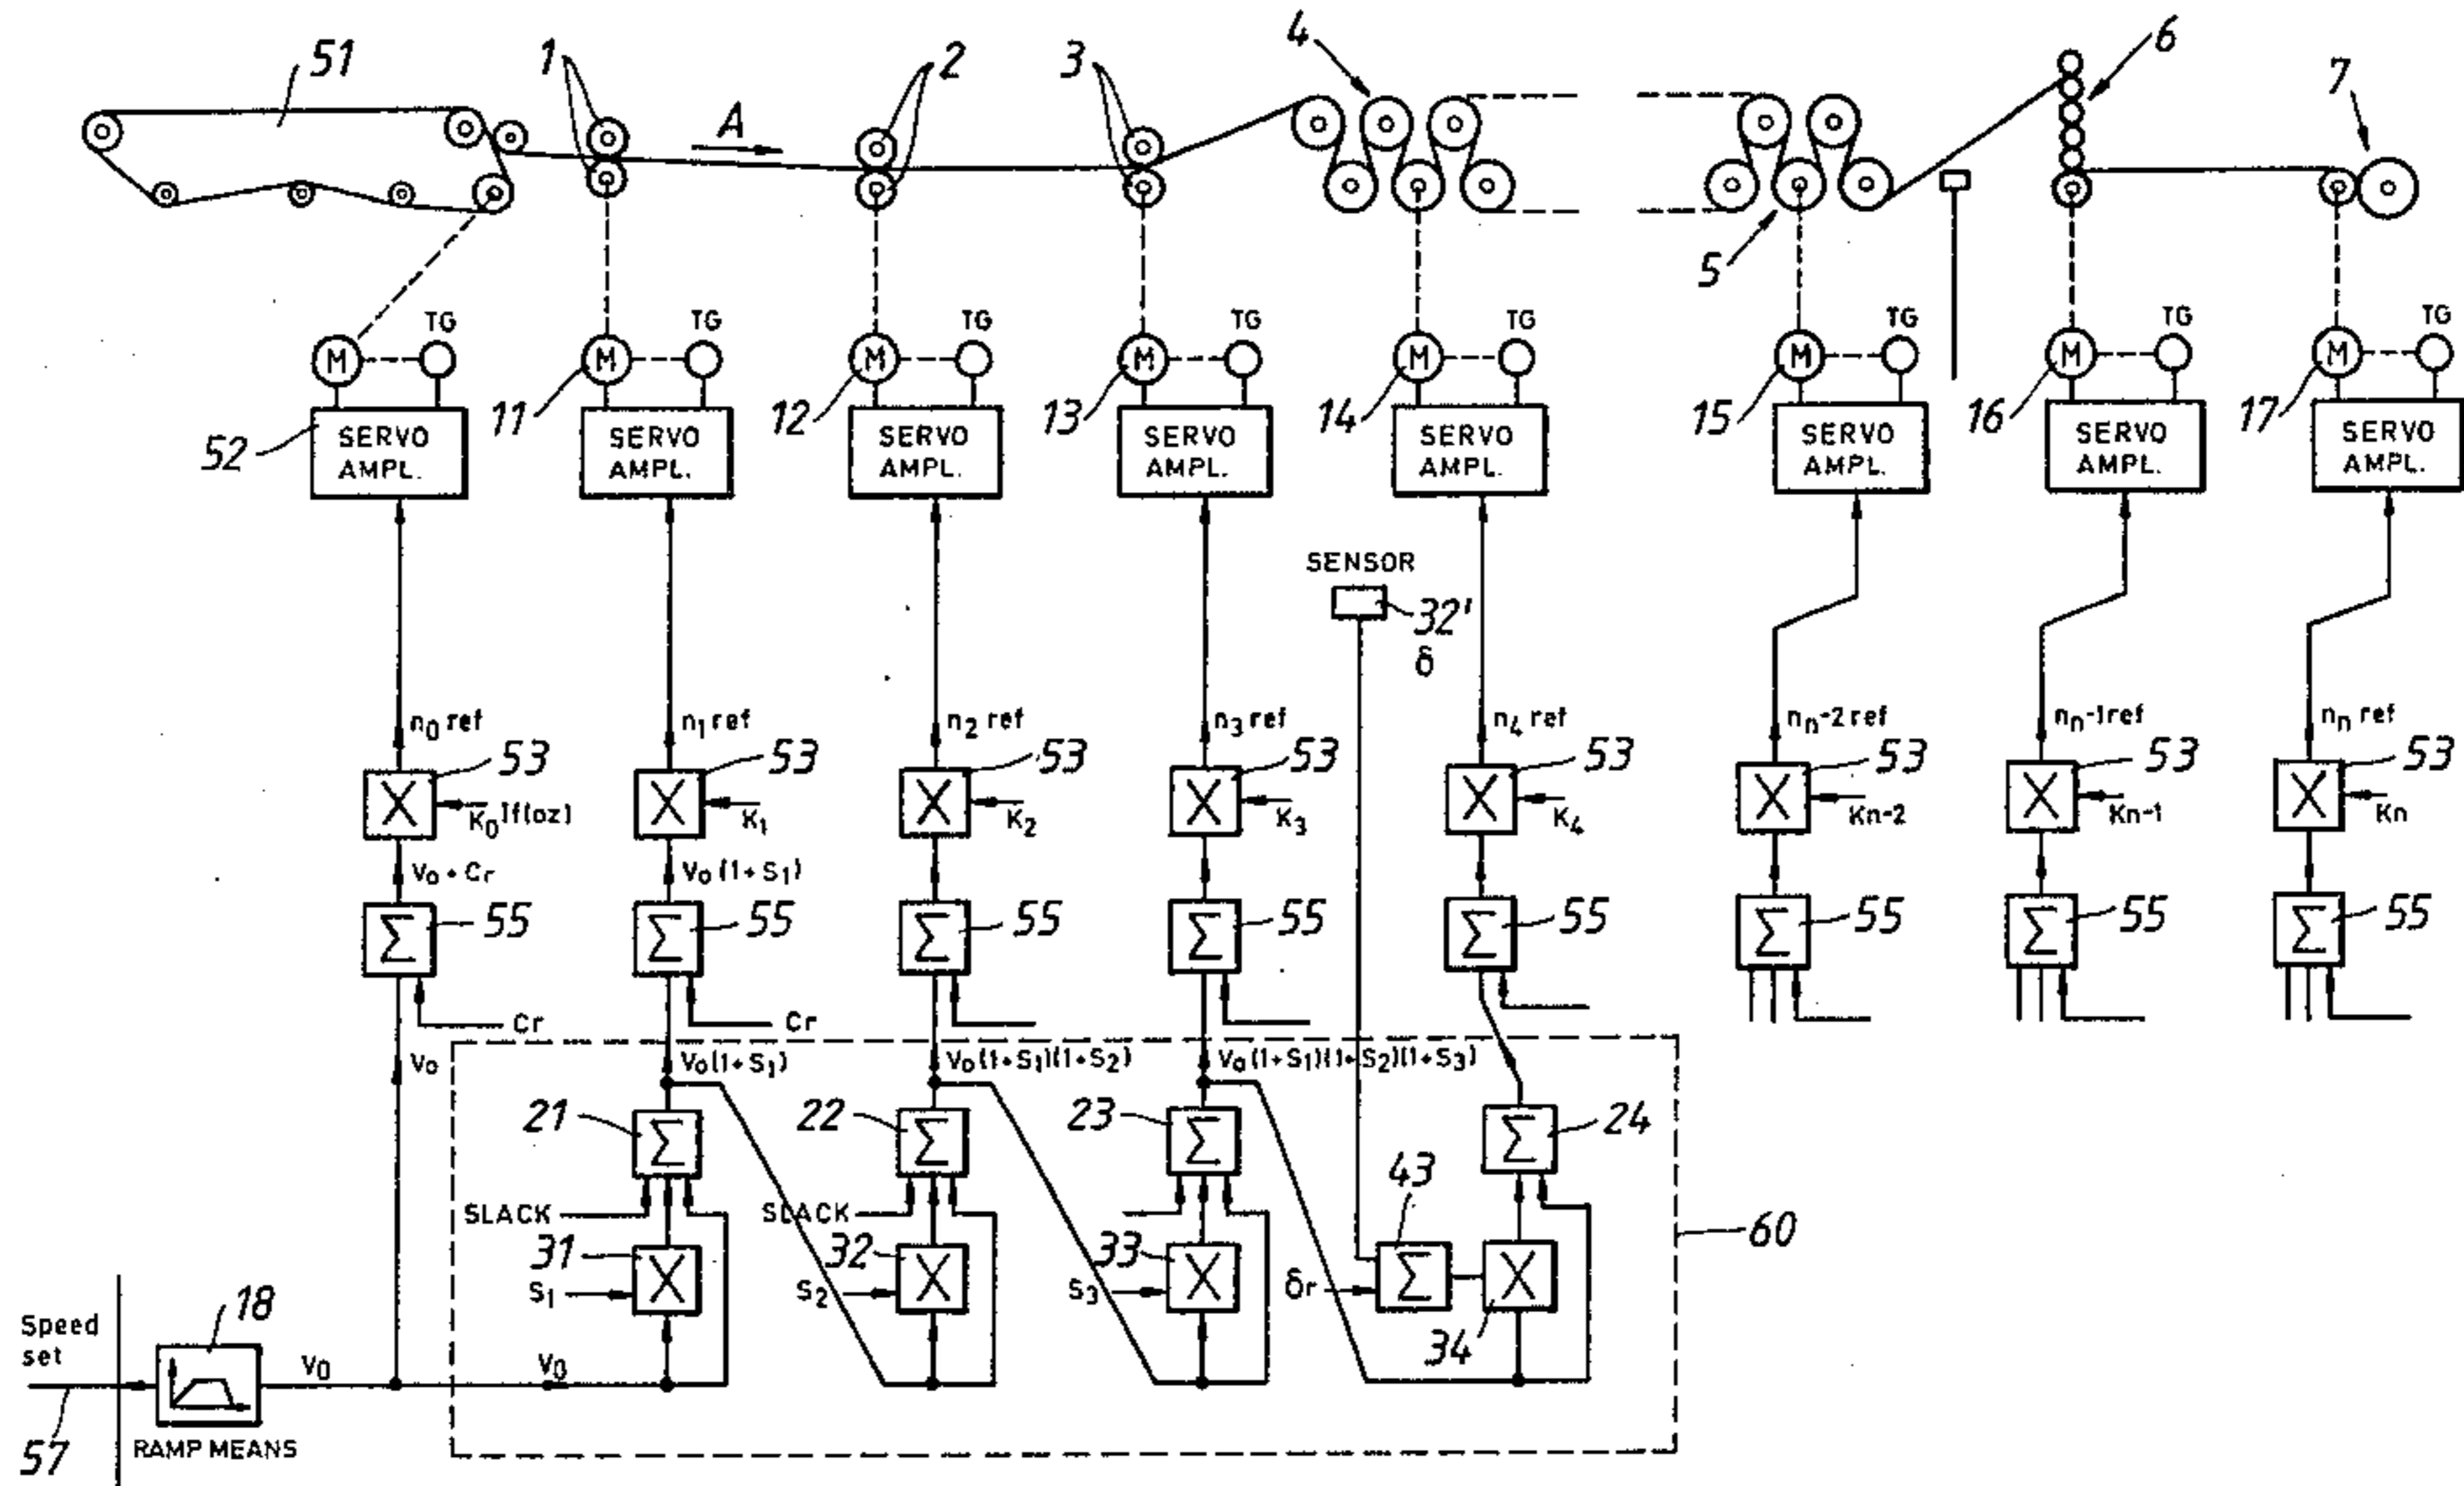 51 1 2 3 4 5 6 7
A
M TG M TG M TG M TG M TG M TG M TG M TG
52 11 12 13 14 15 16 17
SERVO AMPL. SERVO AMPL. SERVO AMPL. SERVO AMPL. SERVO AMPL. SERVO AMPL. SERVO AMPL. SERVO AMPL.
SENSOR
32'
δ
n₀ ref n₁ ref n₂ ref n₃ ref n₄ ref nₙ-2 ref nₙ-1 ref nₙ ref
53 53 53 53 53 53 53 53
X X X X X X X X
K₀ If(oz) K₁ K₂ K₃ K₄ Kn-2 Kn-1 Kn
V₀ + Cr V₀(1+S₁)
Σ 55 Σ 55 Σ 55 Σ 55 Σ 55 Σ 55 Σ 55 Σ 55
Cr Cr
V₀ V₀(1+S₁) V₀(1+S₁)(1+S₂) V₀(1+S₁)(1+S₂)(1+S₃)
21 Σ 22 Σ 23 Σ Σ 24
43
SLACK SLACK
60
31 X 32 X 33 X Σ X
S₁ S₂ S₃ δr
34
Speed
set
18
V₀ V₀
57
RAMP MEANS